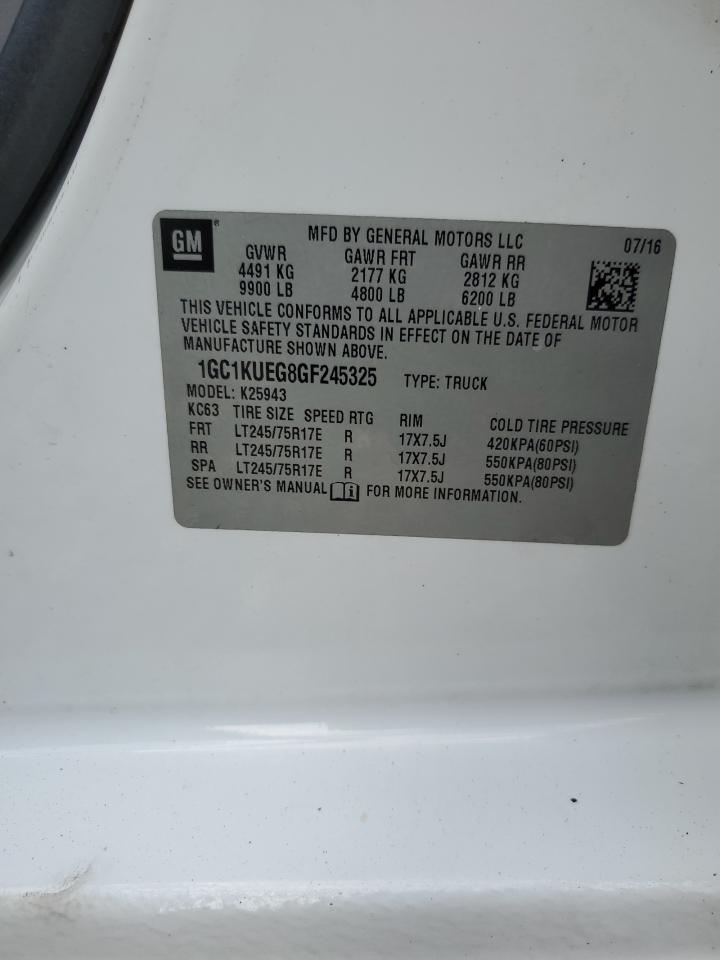 GM® MFD BY GENERAL MOTORS LLC 07/16
GVWR GAWR FRT GAWR RR
4491 KG 2177 KG 2812 KG
9900 LB 4800 LB 6200 LB
THIS VEHICLE CONFORMS TO ALL APPLICABLE U.S. FEDERAL MOTOR
VEHICLE SAFETY STANDARDS IN EFFECT ON THE DATE OF
MANUFACTURE SHOWN ABOVE.
1GC1KUEG8GF245325 TYPE: TRUCK
MODEL: K25943
KC63 TIRE SIZE SPEED RTG RIM COLD TIRE PRESSURE
FRT LT245/75R17E R 17X7.5J 420KPA(60PSI)
RR LT245/75R17E R 17X7.5J 550KPA(80PSI)
SPA LT245/75R17E R 17X7.5J 550KPA(80PSI)
SEE OWNER'S MANUAL i FOR MORE INFORMATION.